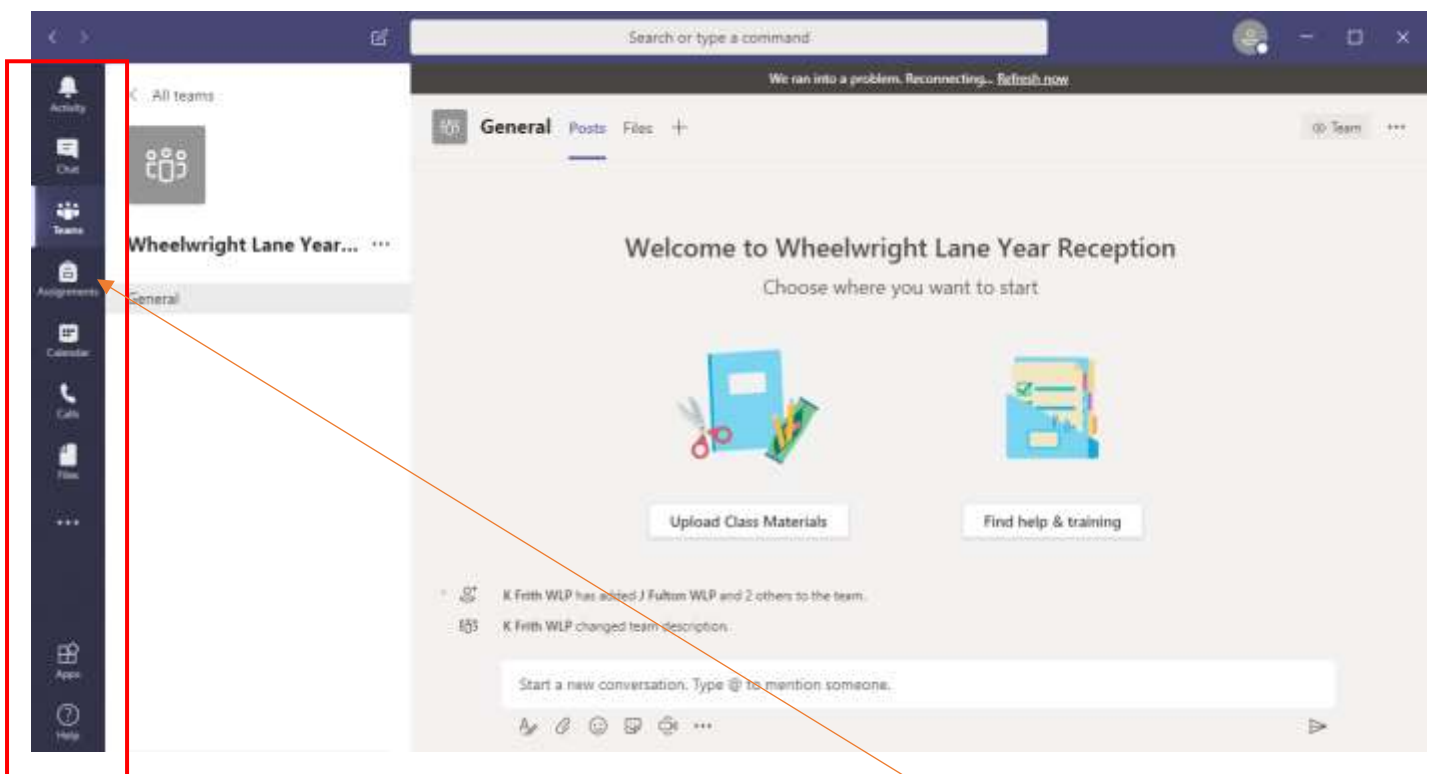 Search or type a command
We ran into a problem. Reconnecting... Refresh now
Activity
Chat
Teams
Assignments
Calendar
Calls
Files
Apps
Help
All teams
Wheelwright Lane Year... ...
General
General Posts Files +
Team ...
Welcome to Wheelwright Lane Year Reception
Choose where you want to start
Upload Class Materials
Find help & training
K Frith WLP has added J Fulton WLP and 2 others to the team.
K Frith WLP changed team description.
Start a new conversation. Type @ to mention someone.